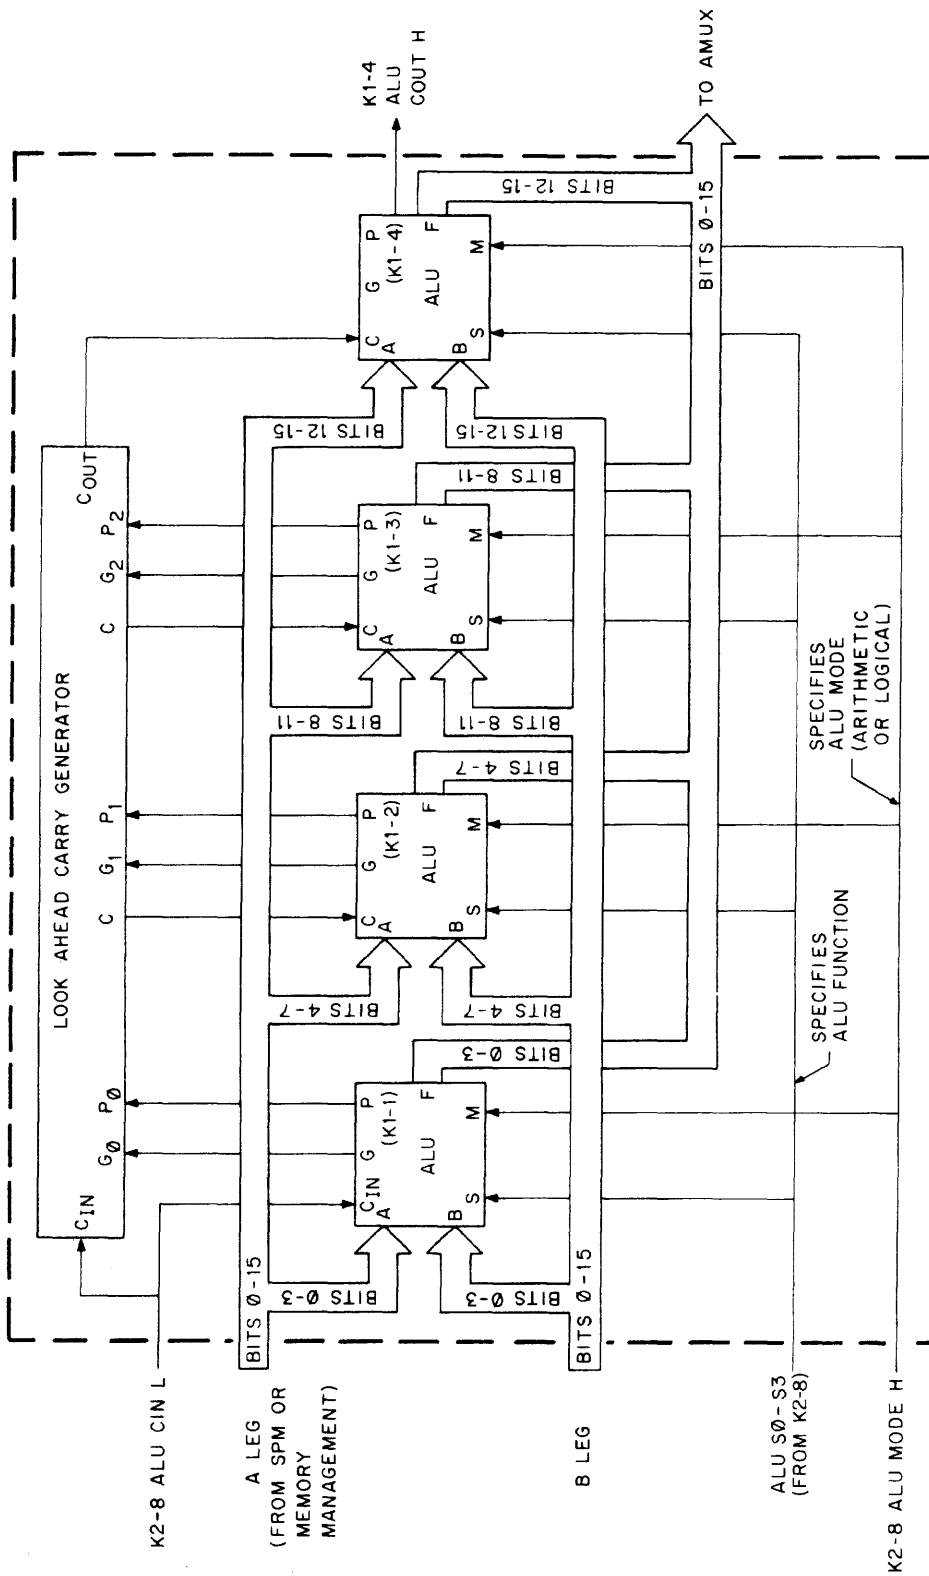 K2-8 ALU CIN L
A LEG
(FROM SPM OR
MEMORY
MANAGEMENT)
B LEG
ALU SØ-S3
(FROM K2-8)
K2-8 ALU MODE H
LOOK AHEAD CARRY GENERATOR
CIN
GØ
PØ
C
G1
P1
C
G2
P2
COUT
BITS Ø-15
BITS Ø-3
BITS 4-7
BITS 8-11
BITS 12-15
CIN
G
P
A
(K1-1)
ALU
F
B
S
M
C
G
P
A
(K1-2)
ALU
F
B
S
M
C
G
P
A
(K1-3)
ALU
F
B
S
M
C
G
P
A
(K1-4)
ALU
F
B
S
M
K1-4
ALU
COUT H
BITS Ø-15
BITS Ø-3
BITS 4-7
BITS 8-11
BITS12-15
BITS Ø-3
BITS 4-7
BITS 8-11
BITS 12-15
BITS Ø-15
TO AMUX
SPECIFIES
ALU FUNCTION
SPECIFIES
ALU MODE
(ARITHMETIC
OR LOGICAL)